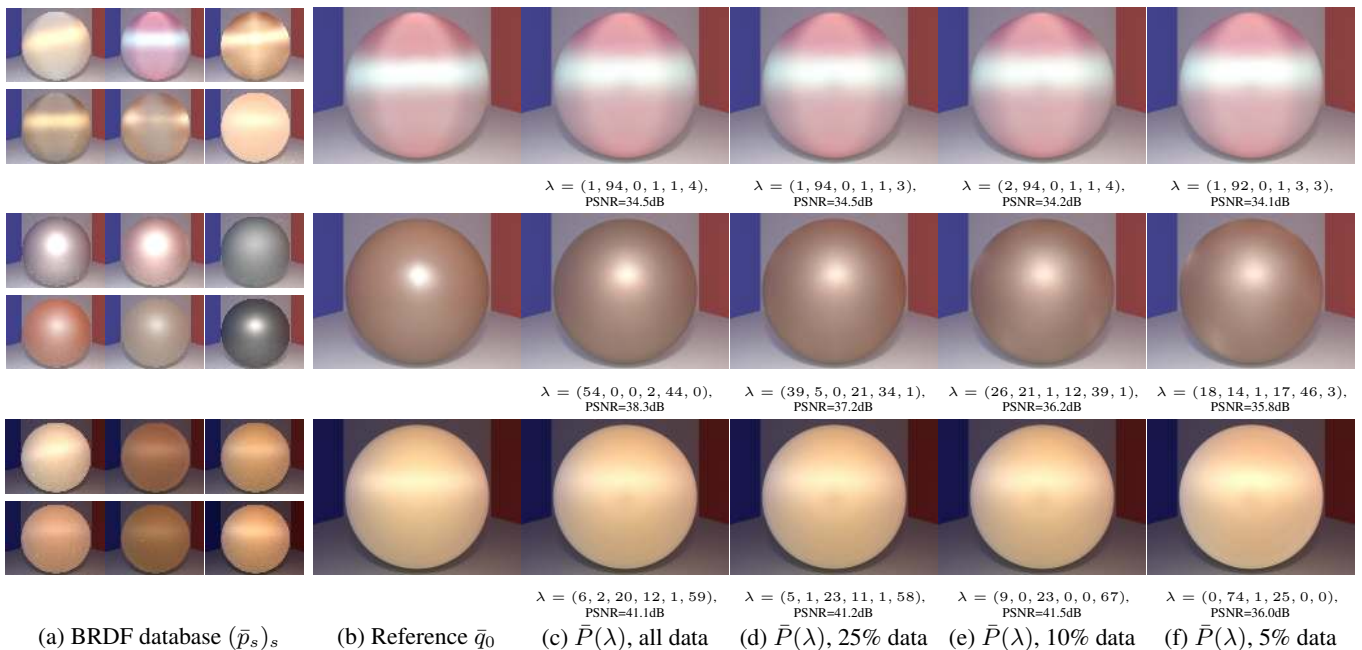 λ = (1, 94, 0, 1, 1, 4), λ = (1, 94, 0, 1, 1, 3), λ = (2, 94, 0, 1, 1, 4), λ = (1, 92, 0, 1, 3, 3),
PSNR=34.5dB PSNR=34.5dB PSNR=34.2dB PSNR=34.1dB
λ = (54, 0, 0, 2, 44, 0), λ = (39, 5, 0, 21, 34, 1), λ = (26, 21, 1, 12, 39, 1), λ = (18, 14, 1, 17, 46, 3),
PSNR=38.3dB PSNR=37.2dB PSNR=36.2dB PSNR=35.8dB
λ = (6, 2, 20, 12, 1, 59), λ = (5, 1, 23, 11, 1, 58), λ = (9, 0, 23, 0, 0, 67), λ = (0, 74, 1, 25, 0, 0),
PSNR=41.1dB PSNR=41.2dB PSNR=41.5dB PSNR=36.0dB
(a) BRDF database (p̄ₛ)ₛ (b) Reference q̄₀ (c) P̄(λ), all data (d) P̄(λ), 25% data (e) P̄(λ), 10% data (f) P̄(λ), 5% data